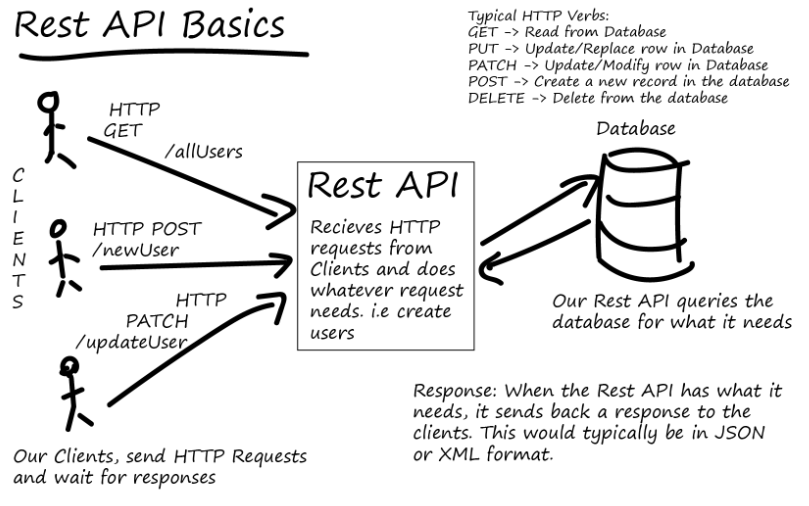 Rest API Basics
Typical HTTP Verbs:
GET -> Read from Database
PUT -> Update/Replace row in Database
PATCH -> Update/Modify row in Database
POST -> Create a new record in the database
DELETE -> Delete from the database
CLIENTS
HTTP
GET
/allUsers
HTTP POST
/newUser
HTTP
PATCH
/updateUser
Our Clients, send HTTP Requests
and wait for responses
Rest API
Recieves HTTP
requests from
Clients and does
whatever request
needs. i.e create
users
Database
Our Rest API queries the
database for what it needs
Response: When the Rest API has what it
needs, it sends back a response to the
clients. This would typically be in JSON
or XML format.